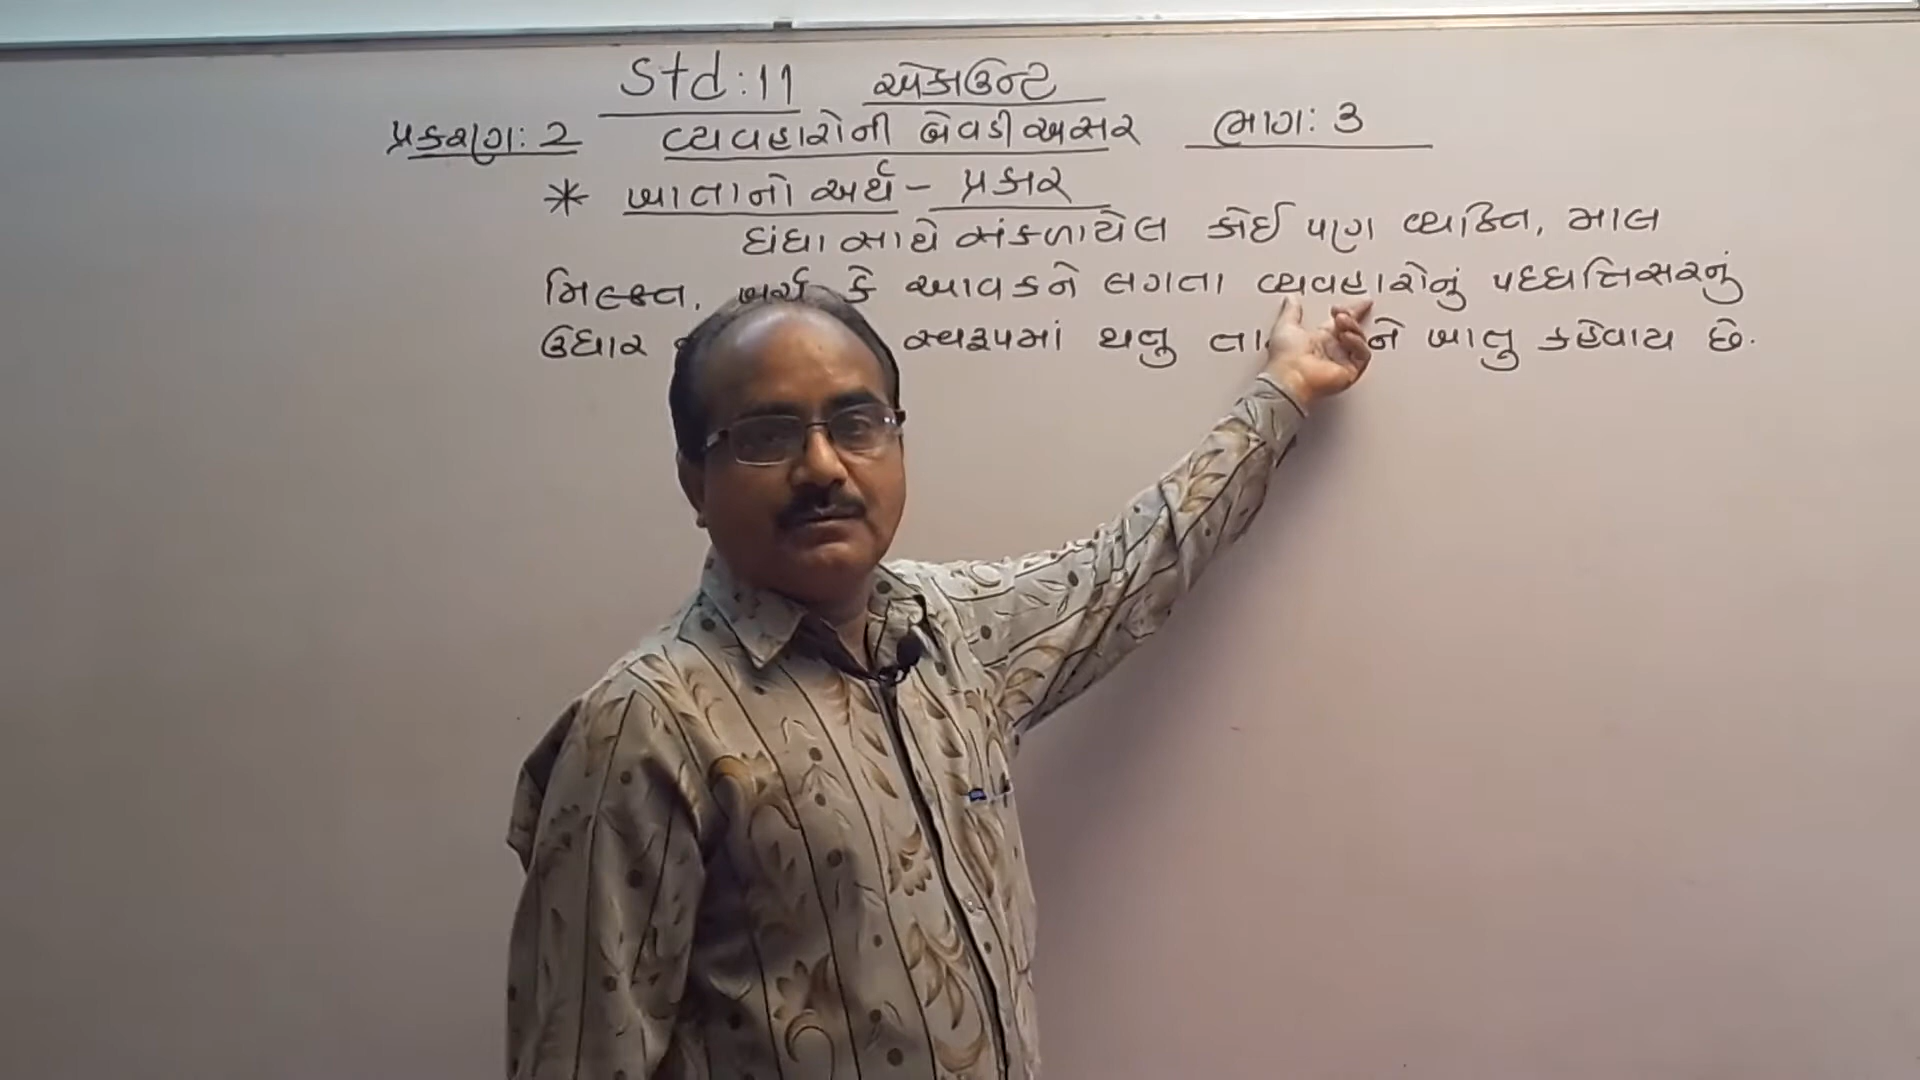 Std:11 એકાઉન્ટ
પ્રકરણ: 2 વ્યવહારોની બેવડી અસર ભાગ: 3
* ખાતાનો અર્થ - પ્રકાર
ધંધા સાથે સંકળાયેલ કોઈ પણ વ્યકિત, માલ
મિલ્કત, ખર્ચ કે આવકને લગતા વ્યવહારોનું પધ્ધતિસરનું
ઉધાર સ્વરૂપમાં થતુ ખાતુ કહેવાય છે.